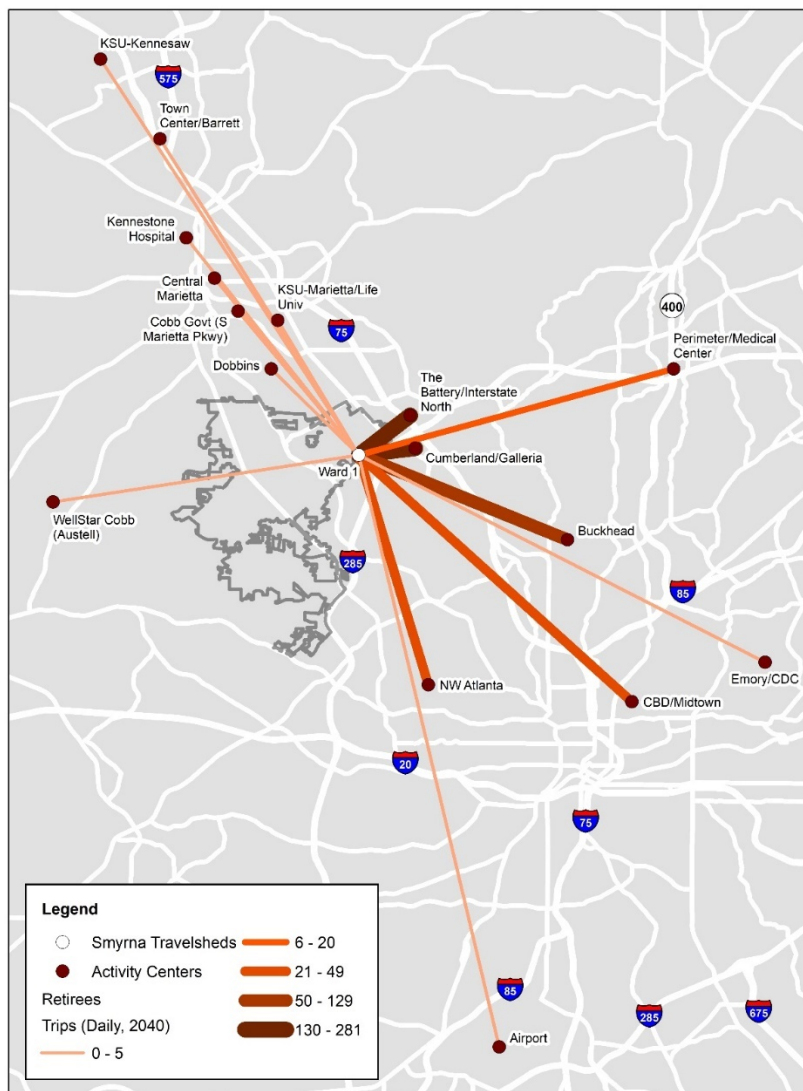 KSU-Kennesaw
575
Town
Center/Barrett
Kennestone
Hospital
Central
Marietta
KSU-Marietta/Life
Univ
Cobb Govt (S
Marietta Pkwy)
75
400
Perimeter/Medical
Center
Dobbins
The
Battery/Interstate
North
Cumberland/Galleria
Ward 1
WellStar Cobb
(Austell)
Buckhead
285
85
Emory/CDC
NW Atlanta
CBD/Midtown
20
75
Legend
Smyrna Travelsheds
Activity Centers
Retirees
Trips (Daily, 2040)
0 - 5
6 - 20
21 - 49
50 - 129
130 - 281
85
285
675
Airport